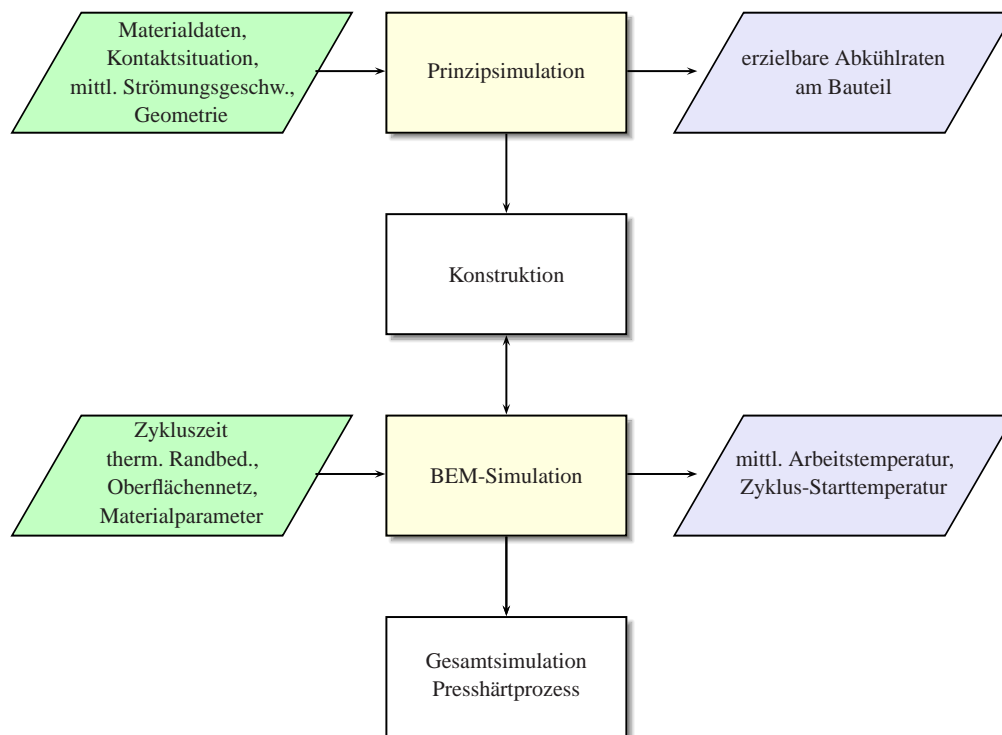 Materialdaten,
Kontaktsituation,
mittl. Strömungsgeschw.,
Geometrie
Prinzipsimulation
erzielbare Abkühlraten
am Bauteil
Konstruktion
Zykluszeit
therm. Randbed.,
Oberflächennetz,
Materialparameter
BEM-Simulation
mittl. Arbeitstemperatur,
Zyklus-Starttemperatur
Gesamtsimulation
Presshärtprozess